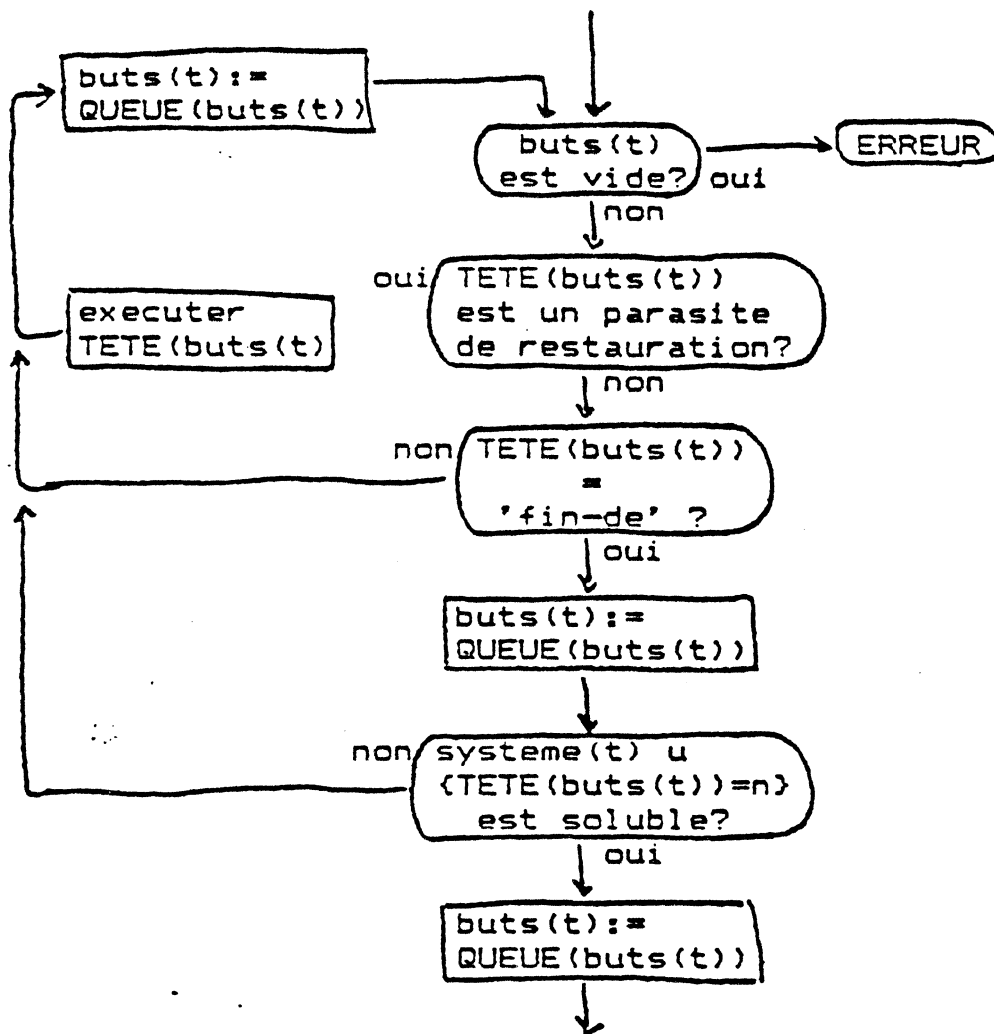 buts(t):=
QUEUE(buts(t))
buts(t)
est vide? oui
ERREUR
non
oui TETE(buts(t))
est un parasite
de restauration?
executer
TETE(buts(t)
non
non TETE(buts(t))
=
'fin-de' ?
oui
buts(t):=
QUEUE(buts(t))
non systeme(t) u
{TETE(buts(t))=n}
est soluble?
oui
buts(t):=
QUEUE(buts(t))